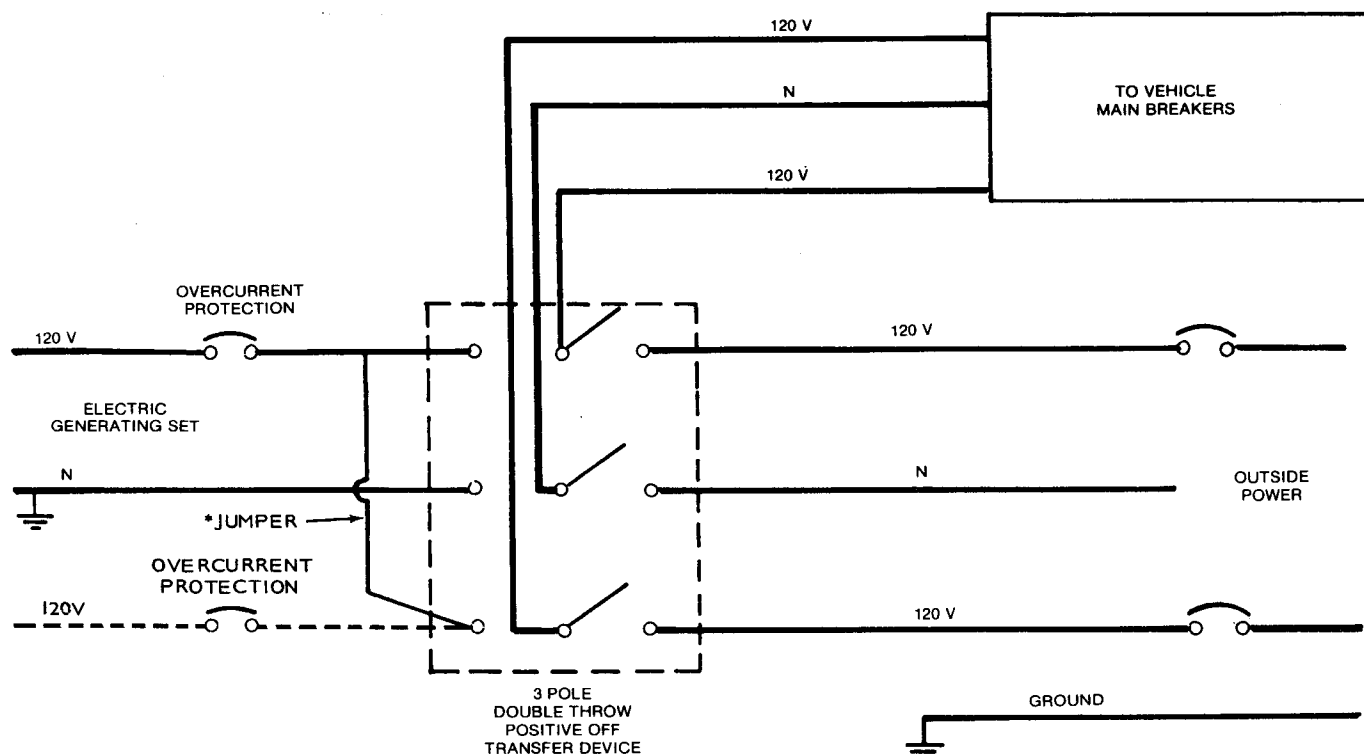 120 V
N
TO VEHICLE
MAIN BREAKERS
120 V
OVERCURRENT
PROTECTION
120 V
120 V
ELECTRIC
GENERATING SET
N
N
OUTSIDE
POWER
*JUMPER
OVERCURRENT
PROTECTION
120V
120 V
3 POLE
DOUBLE THROW
POSITIVE OFF
TRANSFER DEVICE
GROUND